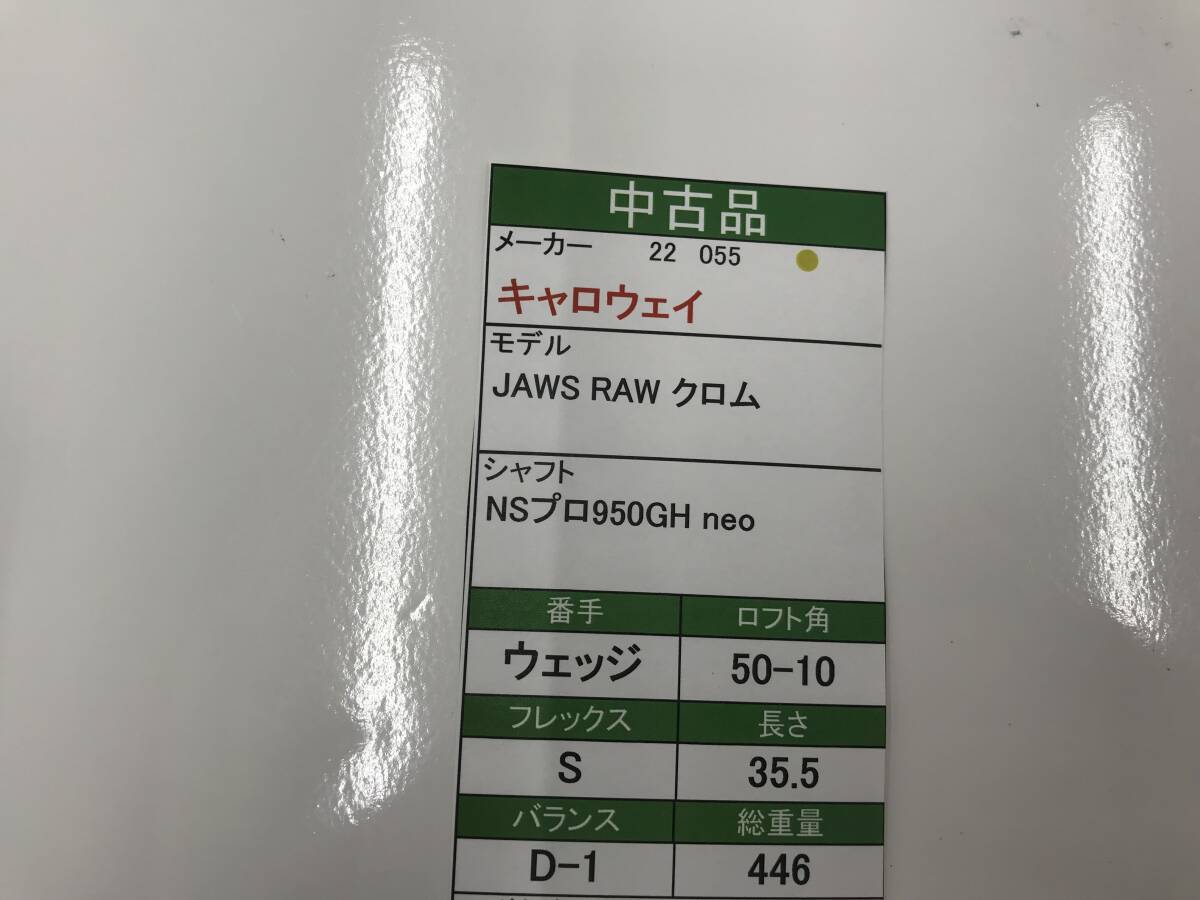 中古品
メーカー 22 055
キャロウェイ
モデル
JAWS RAW クロム
シャフト
NSプロ950GH neo
番手 ロフト角
ウェッジ 50-10
フレックス 長さ
S 35.5
バランス 総重量
D-1 446